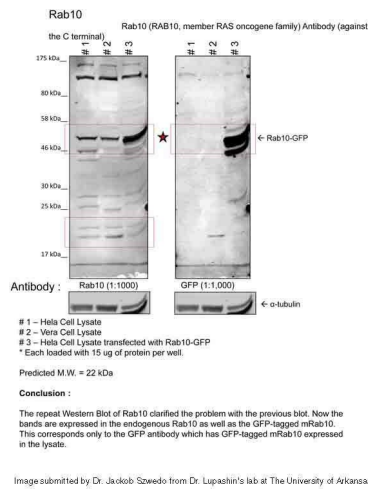 Rab10
Rab10 (RAB10, member RAS oncogene family) Antibody (against
the C terminal)
# 1
# 2
# 3
# 1
# 2
# 3
175 kDa
80 kDa
58 kDa
46 kDa
30 kDa
25 kDa
17 kDa
← Rab10-GFP
Antibody : Rab10 (1:1000) GFP (1:1,000)
← α-tubulin
# 1 – Hela Cell Lysate
# 2 – Vera Cell Lysate
# 3 – Hela Cell Lysate transfected with Rab10-GFP
* Each loaded with 15 ug of protein per well.
Predicted M.W. = 22 kDa
Conclusion :
The repeat Western Blot of Rab10 clarified the problem with the previous blot. Now the
bands are expressed in the endogenous Rab10 as well as the GFP-tagged mRab10.
This corresponds only to the GFP antibody which has GFP-tagged mRab10 expressed
in the lysate.
Image submitted by Dr. Jackob Szwedo from Dr. Lupashin's lab at The University of Arkansa